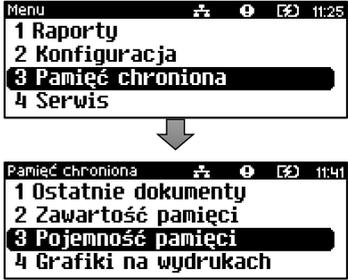 Menu 11:25
1 Raporty
2 Konfiguracja
3 Pamięć chroniona
4 Serwis
Pamięć chroniona 11:41
1 Ostatnie dokumenty
2 Zawartość pamięci
3 Pojemność pamięci
4 Grafiki na wydrukach